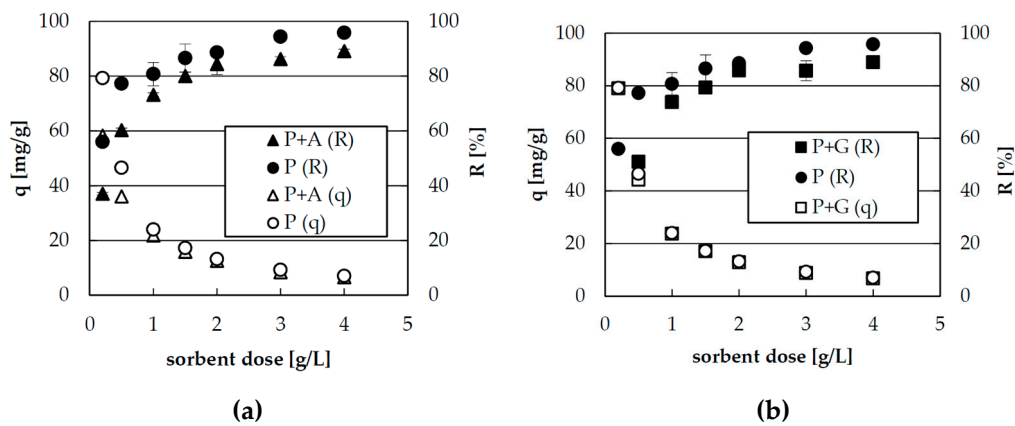 100
80
60
40
20
0
q [mg/g]
100
80
60
40
20
0
R [%]
P+A (R)
P (R)
P+A (q)
P (q)
0 1 2 3 4 5
sorbent dose [g/L]
(a)
100
80
60
40
20
0
q [mg/g]
100
80
60
40
20
0
R [%]
P+G (R)
P (R)
P+G (q)
0 1 2 3 4 5
sorbent dose [g/L]
(b)